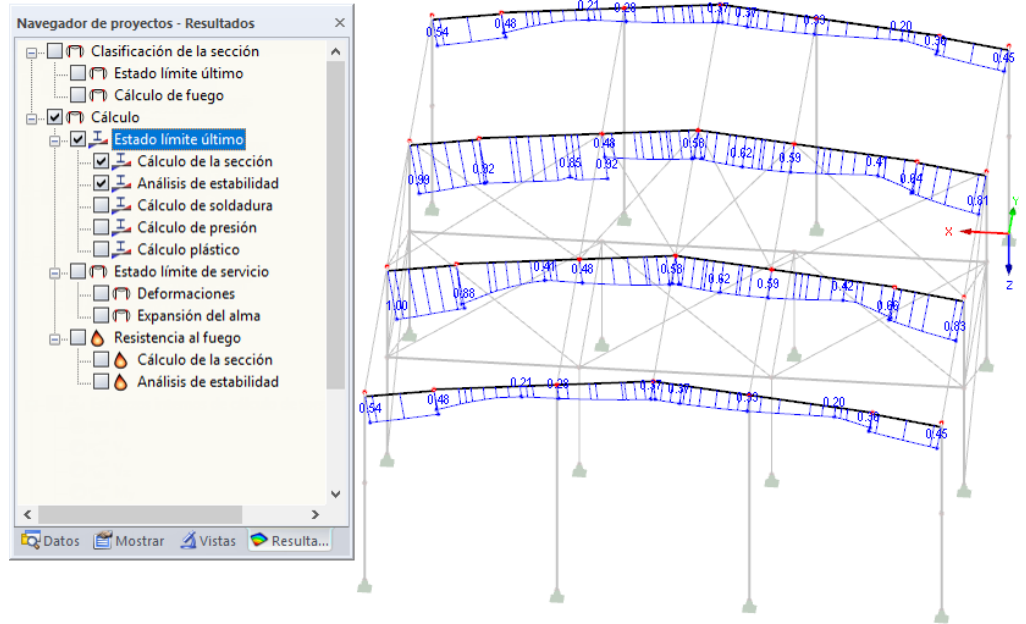 Navegador de proyectos - Resultados
Clasificación de la sección
Estado límite último
Cálculo de fuego
Cálculo
Estado límite último
Cálculo de la sección
Análisis de estabilidad
Cálculo de soldadura
Cálculo de presión
Cálculo plástico
Estado límite de servicio
Deformaciones
Expansión del alma
Resistencia al fuego
Cálculo de la sección
Análisis de estabilidad
Datos Mostrar Vistas Resulta...
0.54 0.48 0.21 0.28 0.37 0.37 0.33 0.20 0.36 0.45
0.99 0.92 0.85 0.92 0.48 0.58 0.62 0.59 0.41 0.64 0.81
X Y Z
1.00 0.88 0.41 0.48 0.58 0.62 0.59 0.42 0.66 0.83
0.54 0.48 0.21 0.28 0.37 0.37 0.33 0.20 0.36 0.45